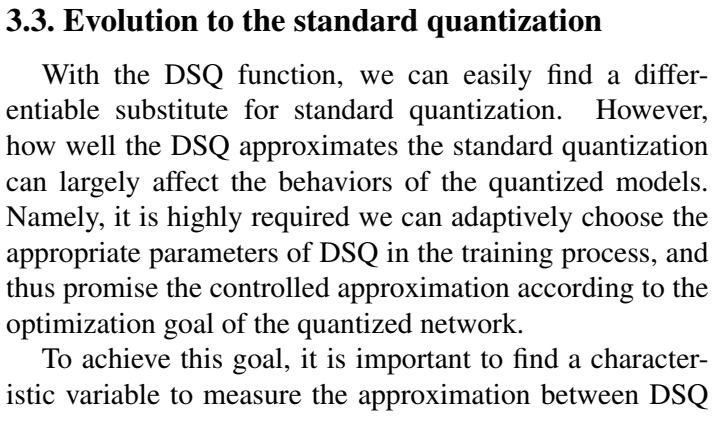 3.3. Evolution to the standard quantization
With the DSQ function, we can easily find a differ-
entiable substitute for standard quantization. However,
how well the DSQ approximates the standard quantization
can largely affect the behaviors of the quantized models.
Namely, it is highly required we can adaptively choose the
appropriate parameters of DSQ in the training process, and
thus promise the controlled approximation according to the
optimization goal of the quantized network.
To achieve this goal, it is important to find a character-
istic variable to measure the approximation between DSQ